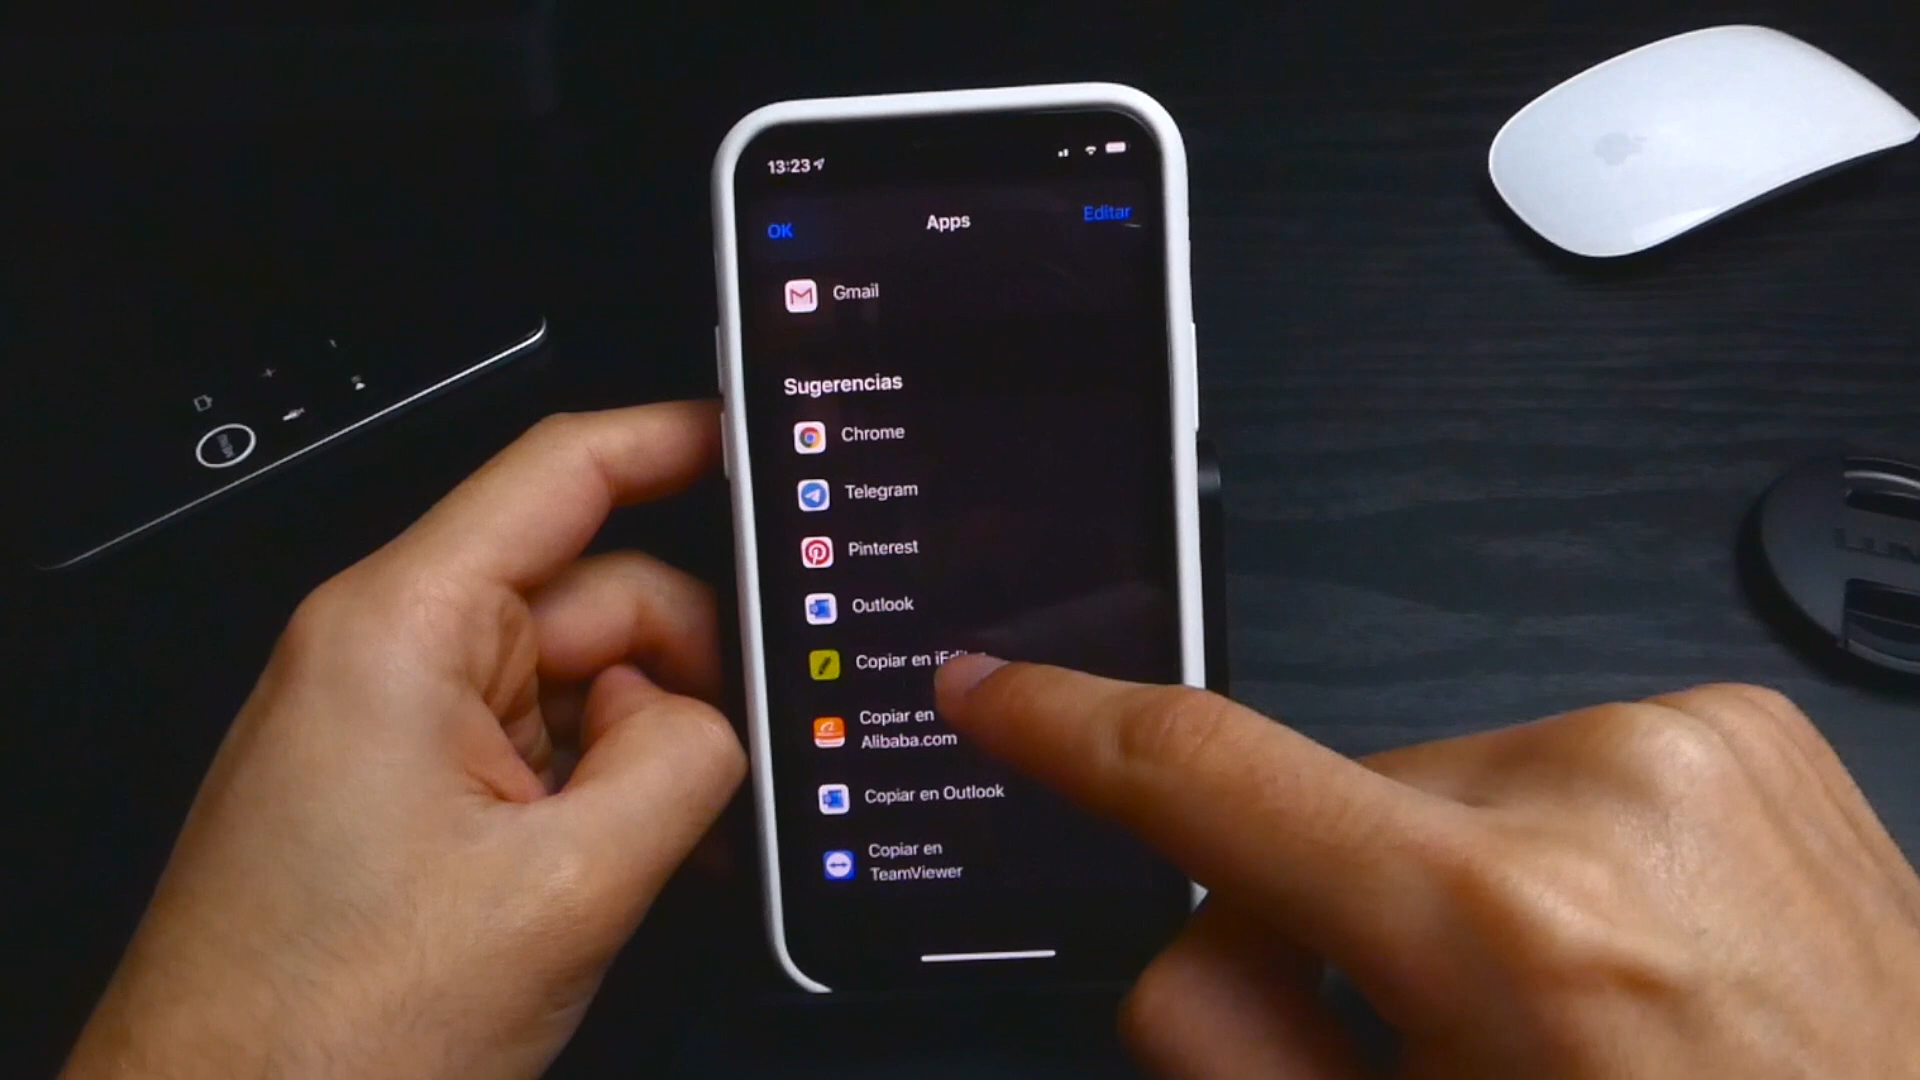 13:23
OK
Apps
Editar
Gmail
Sugerencias
Chrome
Telegram
Pinterest
Outlook
Copiar en
Copiar en
Alibaba.com
Copiar en Outlook
Copiar en
TeamViewer
MENU